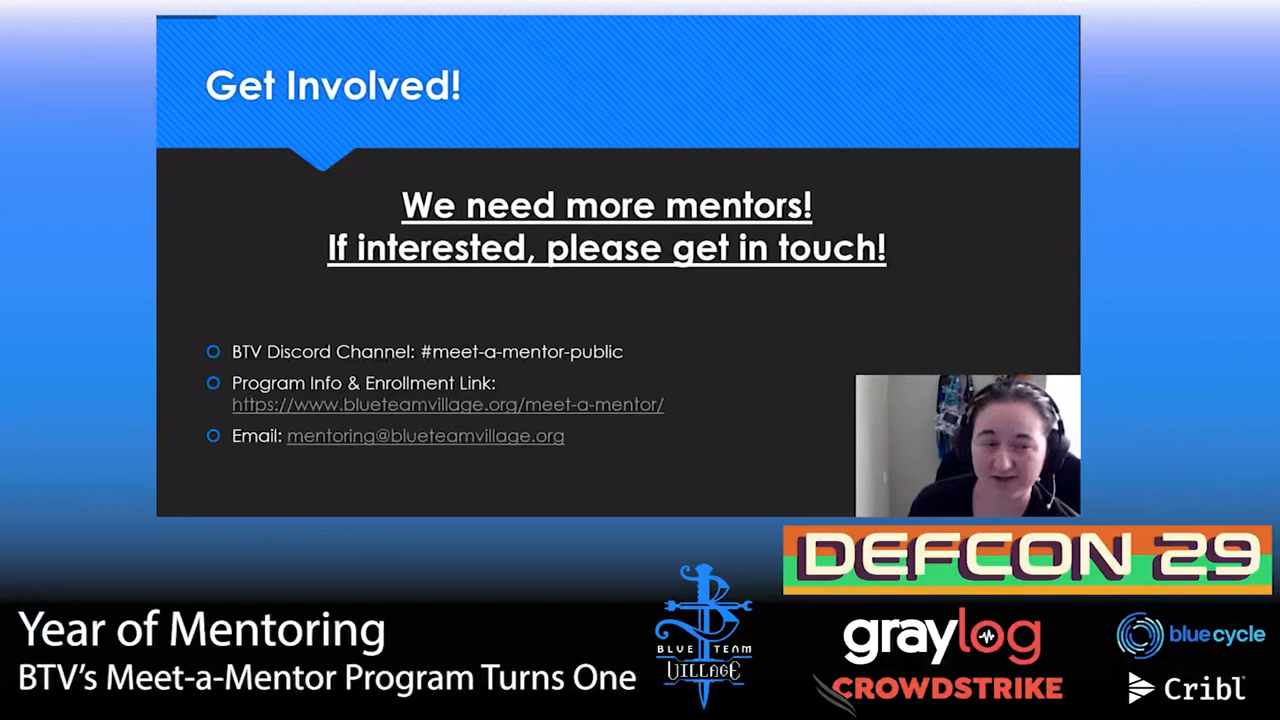 Get Involved!
We need more mentors!
If interested, please get in touch!
BTV Discord Channel: #meet-a-mentor-public
Program Info & Enrollment Link:
https://www.blueteamvillage.org/meet-a-mentor/
Email: mentoring@blueteamvillage.org
DEFCON 29
Year of Mentoring
BTV's Meet-a-Mentor Program Turns One
BLUE TEAM
VILLAGE
graylog
bluecycle
CROWDSTRIKE
Cribl